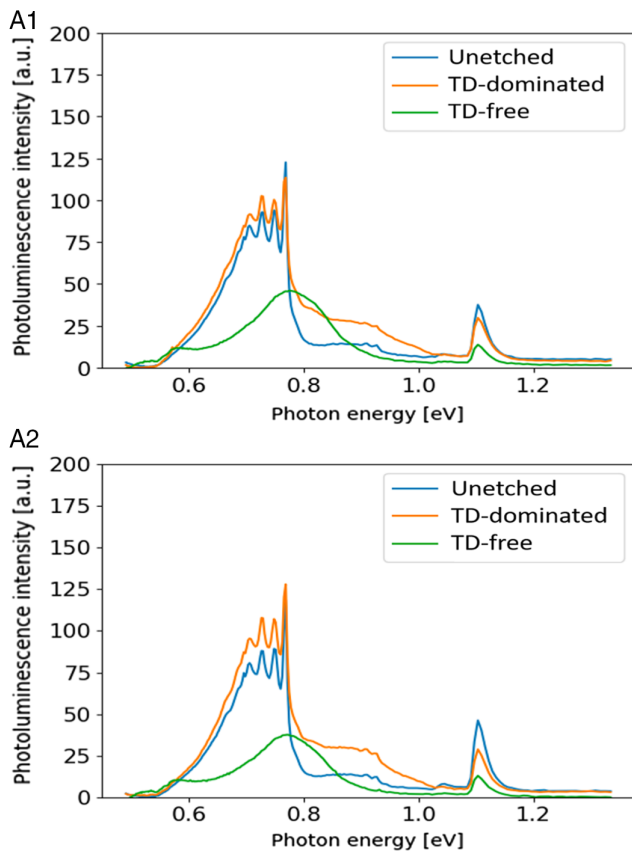 A1
Photoluminescence intensity [a.u.]
200
175
150
125
100
75
50
25
0
Unetched
TD-dominated
TD-free
0.6
0.8
1.0
1.2
Photon energy [eV]
A2
Photoluminescence intensity [a.u.]
200
175
150
125
100
75
50
25
0
Unetched
TD-dominated
TD-free
0.6
0.8
1.0
1.2
Photon energy [eV]